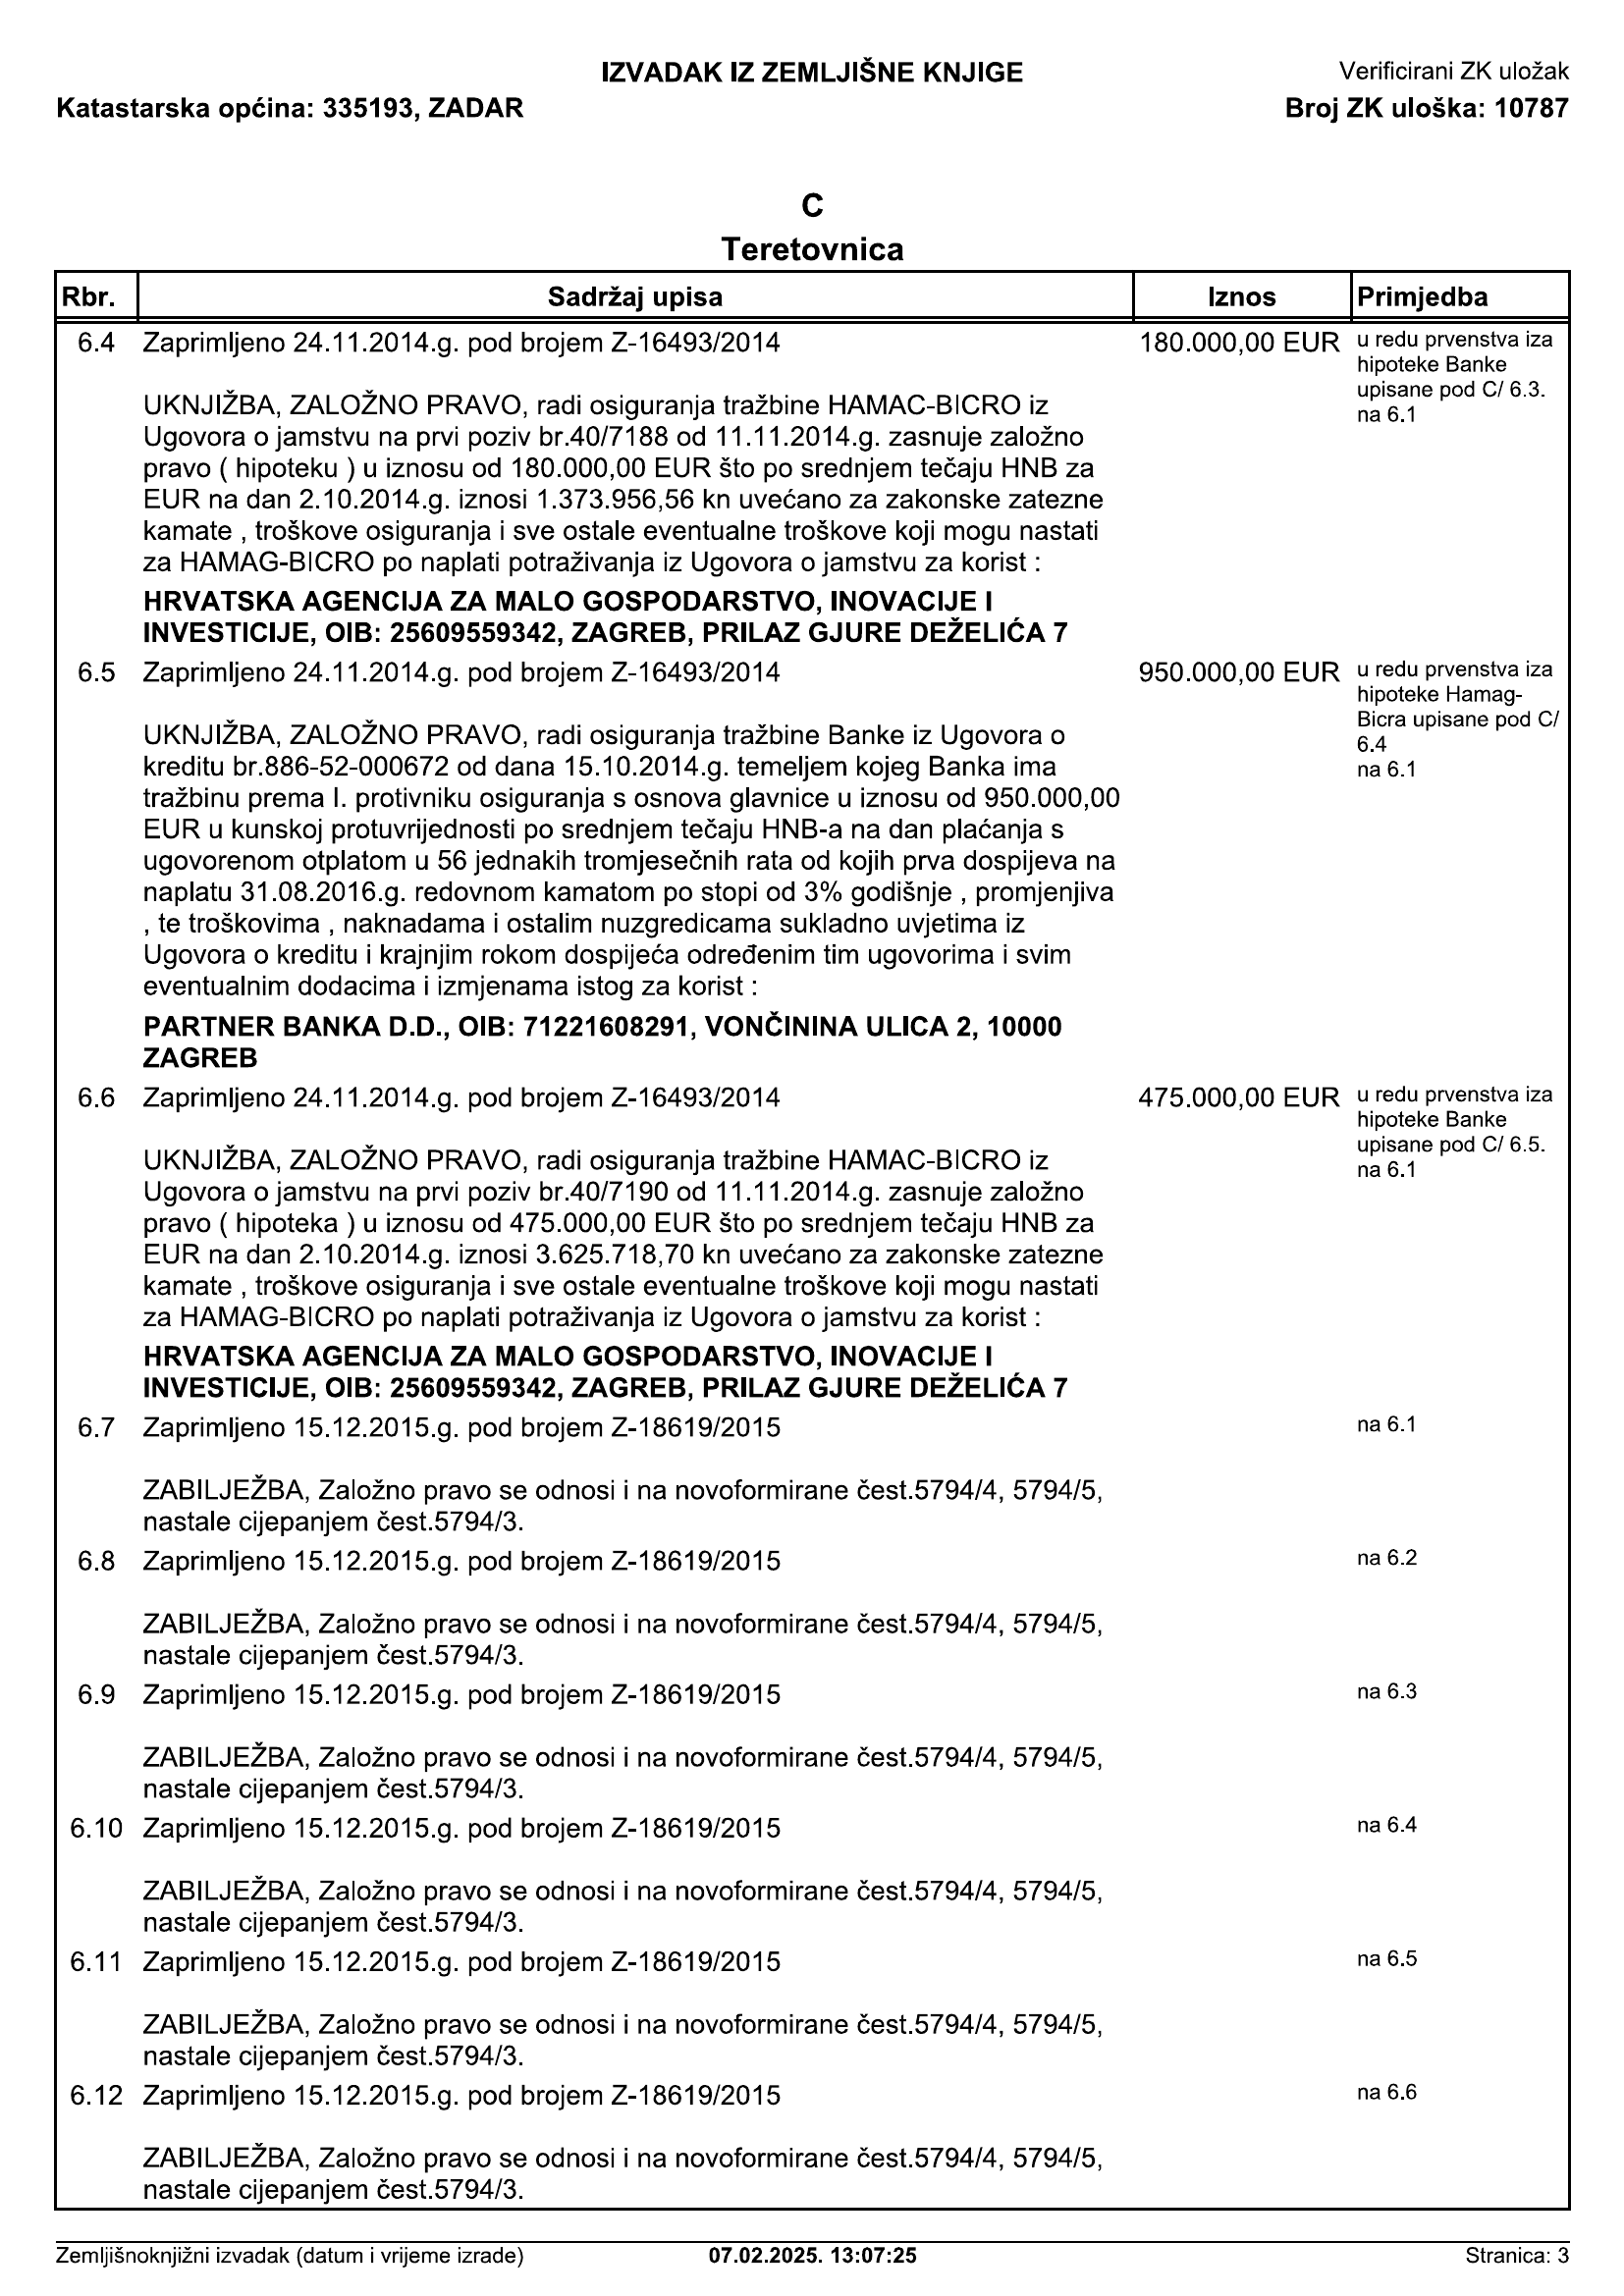 IZVADAK IZ ZEMLJIŠNE KNJIGE
Verificirani ZK uložak
Katastarska općina: 335193, ZADAR
Broj ZK uloška: 10787
C
Teretovnica
Rbr. Sadržaj upisa Iznos Primjedba
6.4 Zaprimljeno 24.11.2014.g. pod brojem Z-16493/2014 180.000,00 EUR
u redu prvenstva iza
hipoteke Banke
upisane pod C/ 6.3.
na 6.1
UKNJIŽBA, ZALOŽNO PRAVO, radi osiguranja tražbine HAMAC-BICRO iz
Ugovora o jamstvu na prvi poziv br.40/7188 od 11.11.2014.g. zasnuje založno
pravo ( hipoteku ) u iznosu od 180.000,00 EUR što po srednjem tečaju HNB za
EUR na dan 2.10.2014.g. iznosi 1.373.956,56 kn uvećano za zakonske zatezne
kamate , troškove osiguranja i sve ostale eventualne troškove koji mogu nastati
za HAMAG-BICRO po naplati potraživanja iz Ugovora o jamstvu za korist :
HRVATSKA AGENCIJA ZA MALO GOSPODARSTVO, INOVACIJE I
INVESTICIJE, OIB: 25609559342, ZAGREB, PRILAZ GJURE DEŽELIĆA 7
6.5 Zaprimljeno 24.11.2014.g. pod brojem Z-16493/2014 950.000,00 EUR
u redu prvenstva iza
hipoteke Hamag-
Bicra upisane pod C/
6.4
na 6.1
UKNJIŽBA, ZALOŽNO PRAVO, radi osiguranja tražbine Banke iz Ugovora o
kreditu br.886-52-000672 od dana 15.10.2014.g. temeljem kojeg Banka ima
tražbinu prema I. protivniku osiguranja s osnova glavnice u iznosu od 950.000,00
EUR u kunskoj protuvrijednosti po srednjem tečaju HNB-a na dan plaćanja s
ugovorenom otplatom u 56 jednakih tromjesečnih rata od kojih prva dospijeva na
naplatu 31.08.2016.g. redovnom kamatom po stopi od 3% godišnje , promjenjiva
, te troškovima , naknadama i ostalim nuzgredicama sukladno uvjetima iz
Ugovora o kreditu i krajnjim rokom dospijeća određenim tim ugovorima i svim
eventualnim dodacima i izmjenama istog za korist :
PARTNER BANKA D.D., OIB: 71221608291, VONČININA ULICA 2, 10000
ZAGREB
6.6 Zaprimljeno 24.11.2014.g. pod brojem Z-16493/2014 475.000,00 EUR
u redu prvenstva iza
hipoteke Banke
upisane pod C/ 6.5.
na 6.1
UKNJIŽBA, ZALOŽNO PRAVO, radi osiguranja tražbine HAMAC-BICRO iz
Ugovora o jamstvu na prvi poziv br.40/7190 od 11.11.2014.g. zasnuje založno
pravo ( hipoteka ) u iznosu od 475.000,00 EUR što po srednjem tečaju HNB za
EUR na dan 2.10.2014.g. iznosi 3.625.718,70 kn uvećano za zakonske zatezne
kamate , troškove osiguranja i sve ostale eventualne troškove koji mogu nastati
za HAMAG-BICRO po naplati potraživanja iz Ugovora o jamstvu za korist :
HRVATSKA AGENCIJA ZA MALO GOSPODARSTVO, INOVACIJE I
INVESTICIJE, OIB: 25609559342, ZAGREB, PRILAZ GJURE DEŽELIĆA 7
6.7 Zaprimljeno 15.12.2015.g. pod brojem Z-18619/2015 na 6.1
ZABILJEŽBA, Založno pravo se odnosi i na novoformirane čest.5794/4, 5794/5,
nastale cijepanjem čest.5794/3.
6.8 Zaprimljeno 15.12.2015.g. pod brojem Z-18619/2015 na 6.2
ZABILJEŽBA, Založno pravo se odnosi i na novoformirane čest.5794/4, 5794/5,
nastale cijepanjem čest.5794/3.
6.9 Zaprimljeno 15.12.2015.g. pod brojem Z-18619/2015 na 6.3
ZABILJEŽBA, Založno pravo se odnosi i na novoformirane čest.5794/4, 5794/5,
nastale cijepanjem čest.5794/3.
6.10 Zaprimljeno 15.12.2015.g. pod brojem Z-18619/2015 na 6.4
ZABILJEŽBA, Založno pravo se odnosi i na novoformirane čest.5794/4, 5794/5,
nastale cijepanjem čest.5794/3.
6.11 Zaprimljeno 15.12.2015.g. pod brojem Z-18619/2015 na 6.5
ZABILJEŽBA, Založno pravo se odnosi i na novoformirane čest.5794/4, 5794/5,
nastale cijepanjem čest.5794/3.
6.12 Zaprimljeno 15.12.2015.g. pod brojem Z-18619/2015 na 6.6
ZABILJEŽBA, Založno pravo se odnosi i na novoformirane čest.5794/4, 5794/5,
nastale cijepanjem čest.5794/3.
Zemljišnoknjižni izvadak (datum i vrijeme izrade) 07.02.2025. 13:07:25 Stranica: 3